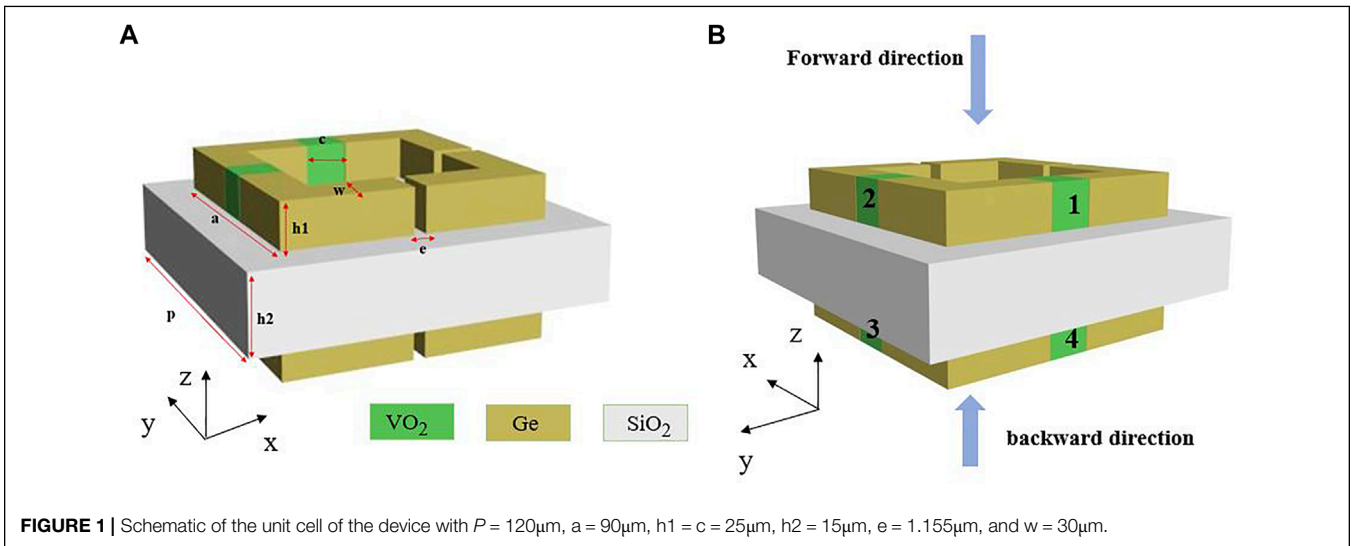 A
c
w
a
h1
e
p
h2
z
y
x
VO₂
Ge
SiO₂
B
Forward direction
2
1
3
4
z
x
y
backward direction
FIGURE 1 | Schematic of the unit cell of the device with P = 120μm, a = 90μm, h1 = c = 25μm, h2 = 15μm, e = 1.155μm, and w = 30μm.